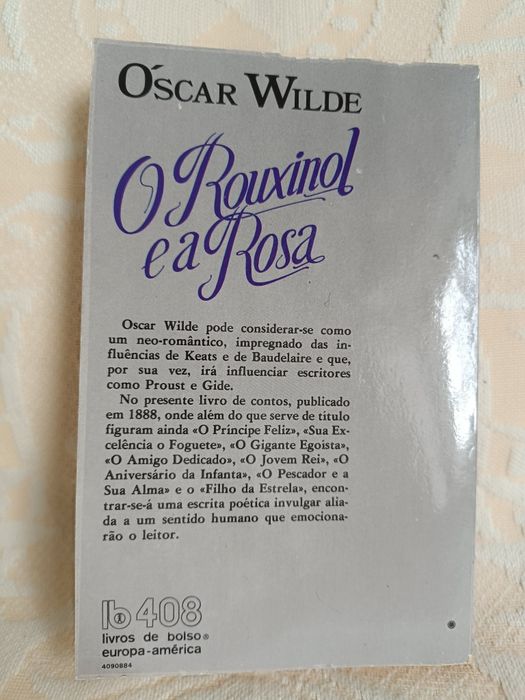 ÓSCAR WILDE
O Rouxinol
e a Rosa
Oscar Wilde pode considerar-se como
um neo-romântico, impregnado das in-
fluências de Keats e de Baudelaire e que,
por sua vez, irá influenciar escritores
como Proust e Gide.
No presente livro de contos, publicado
em 1888, onde além do que serve de título
figuram ainda «O Príncipe Feliz», «Sua Ex-
celência o Foguete», «O Gigante Egoísta»,
«O Amigo Dedicado», «O Jovem Rei», «O
Aniversário da Infanta», «O Pescador e a
Sua Alma» e o «Filho da Estrela», encon-
trar-se-á uma escrita poética invulgar alia-
da a um sentido humano que emociona-
rão o leitor.
lb 408
livros de bolso®
europa-américa
4090884